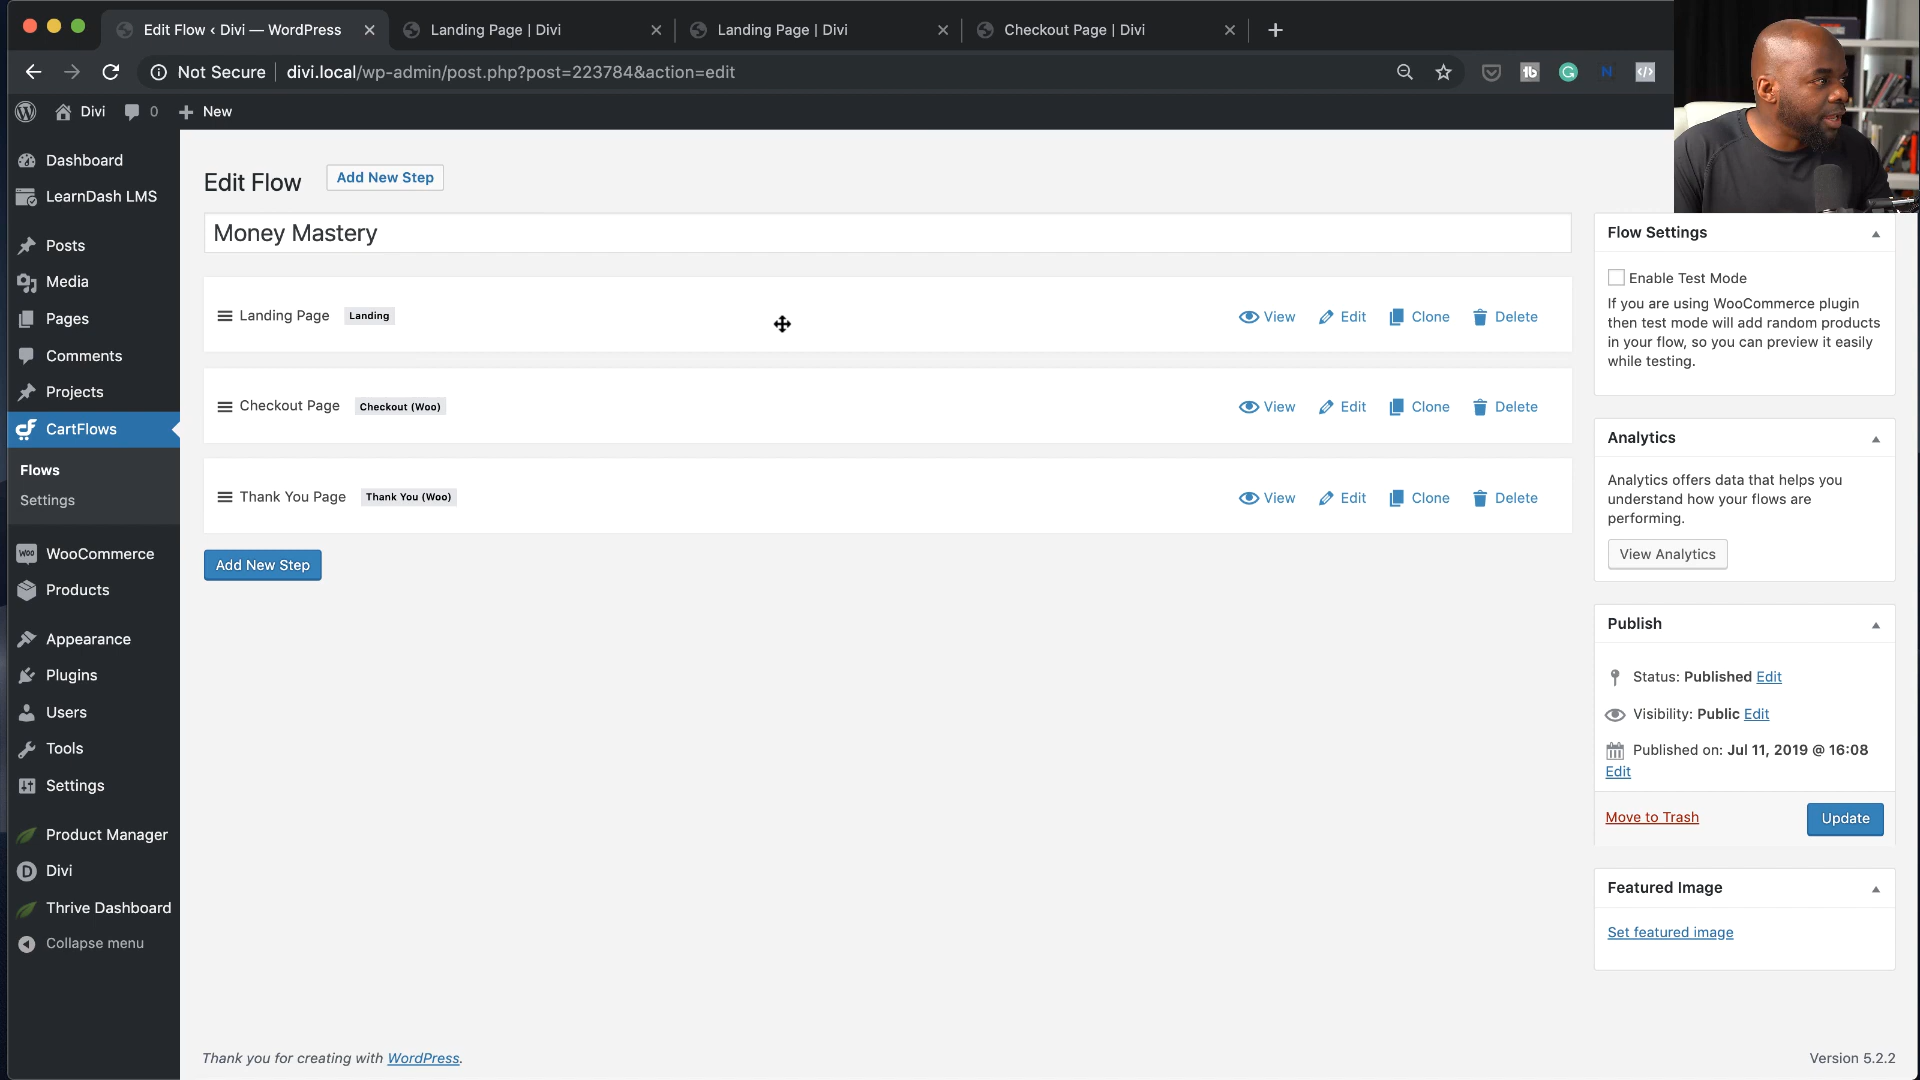 Edit Flow ‹ Divi — WordPress
Landing Page | Divi
Landing Page | Divi
Checkout Page | Divi
Not Secure
divi.local/wp-admin/post.php?post=223784&action=edit
Divi
0
New
Dashboard
LearnDash LMS
Posts
Media
Pages
Comments
Projects
CartFlows
Flows
Settings
WooCommerce
Products
Appearance
Plugins
Users
Tools
Settings
Product Manager
Divi
Thrive Dashboard
Collapse menu
Edit Flow
Add New Step
Money Mastery
Landing Page
Landing
View
Edit
Clone
Delete
Checkout Page
Checkout (Woo)
View
Edit
Clone
Delete
Thank You Page
Thank You (Woo)
View
Edit
Clone
Delete
Add New Step
Flow Settings
Enable Test Mode
If you are using WooCommerce plugin
then test mode will add random products
in your flow, so you can preview it easily
while testing.
Analytics
Analytics offers data that helps you
understand how your flows are
performing.
View Analytics
Publish
Status: Published Edit
Visibility: Public Edit
Published on: Jul 11, 2019 @ 16:08
Edit
Move to Trash
Update
Featured Image
Set featured image
Thank you for creating with WordPress.
Version 5.2.2